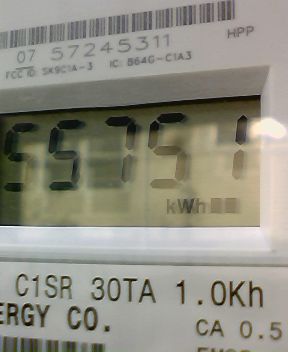 07 57245311
HPP
FCC ID: SK9C1A-3 IC: 864G-C1A3
55751
kWh
C1SR 30TA 1.0Kh
ERGY CO.
CA 0.5